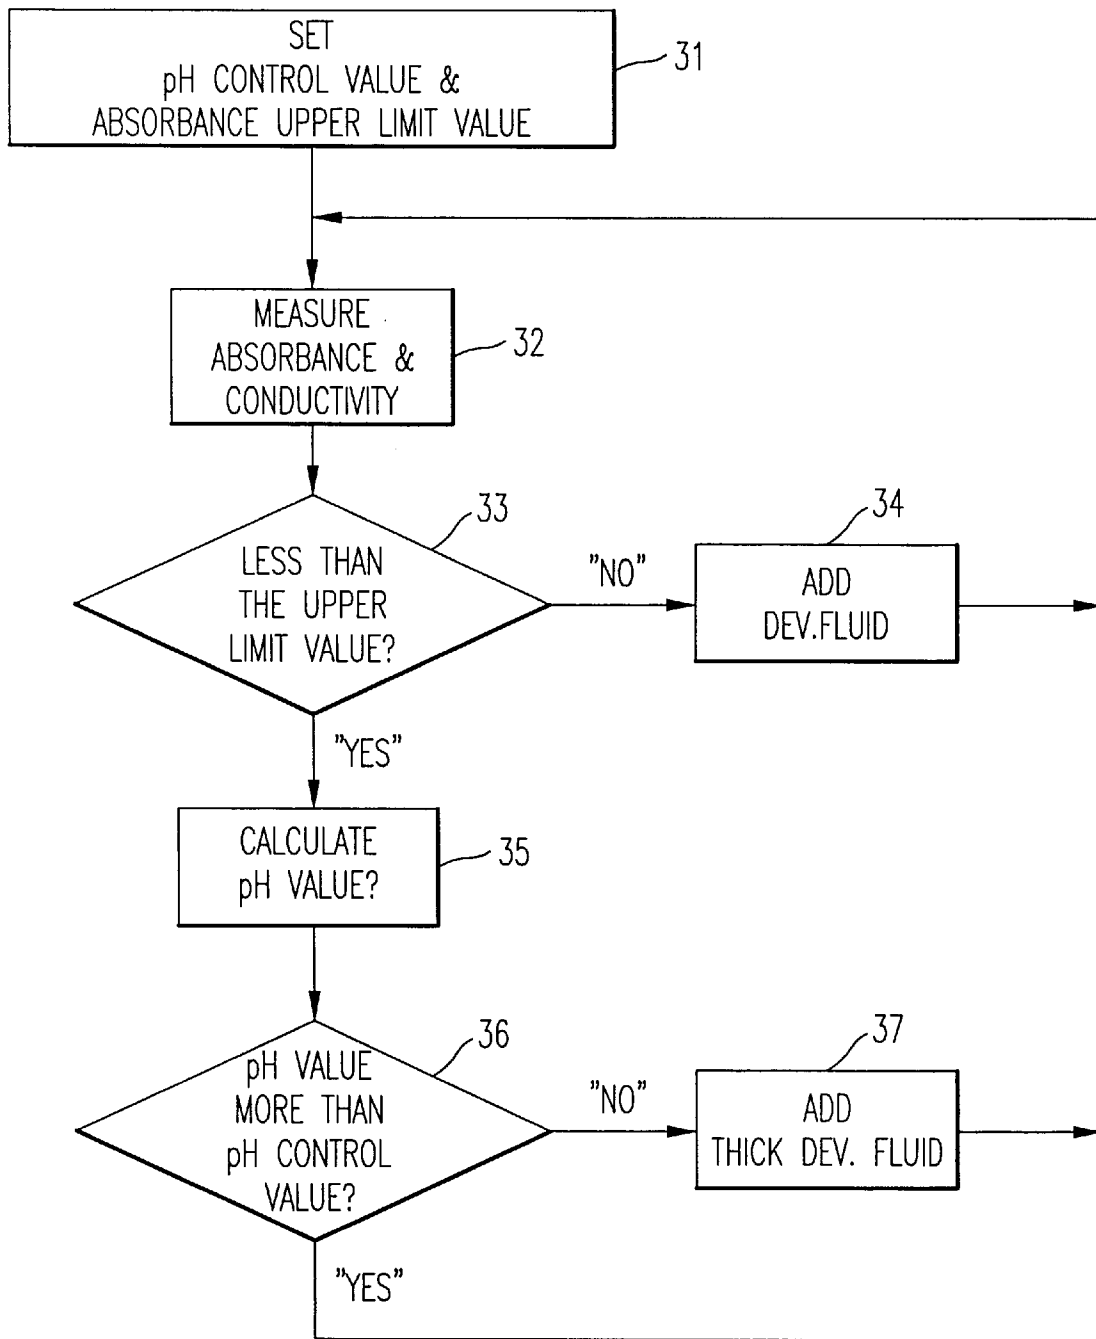 SET
pH CONTROL VALUE &
ABSORBANCE UPPER LIMIT VALUE
31
MEASURE
ABSORBANCE &
CONDUCTIVITY
32
33
LESS THAN
THE UPPER
LIMIT VALUE?
"NO"
34
ADD
DEV.FLUID
"YES"
CALCULATE
pH VALUE?
35
36
pH VALUE
MORE THAN
pH CONTROL
VALUE?
"NO"
37
ADD
THICK DEV. FLUID
"YES"